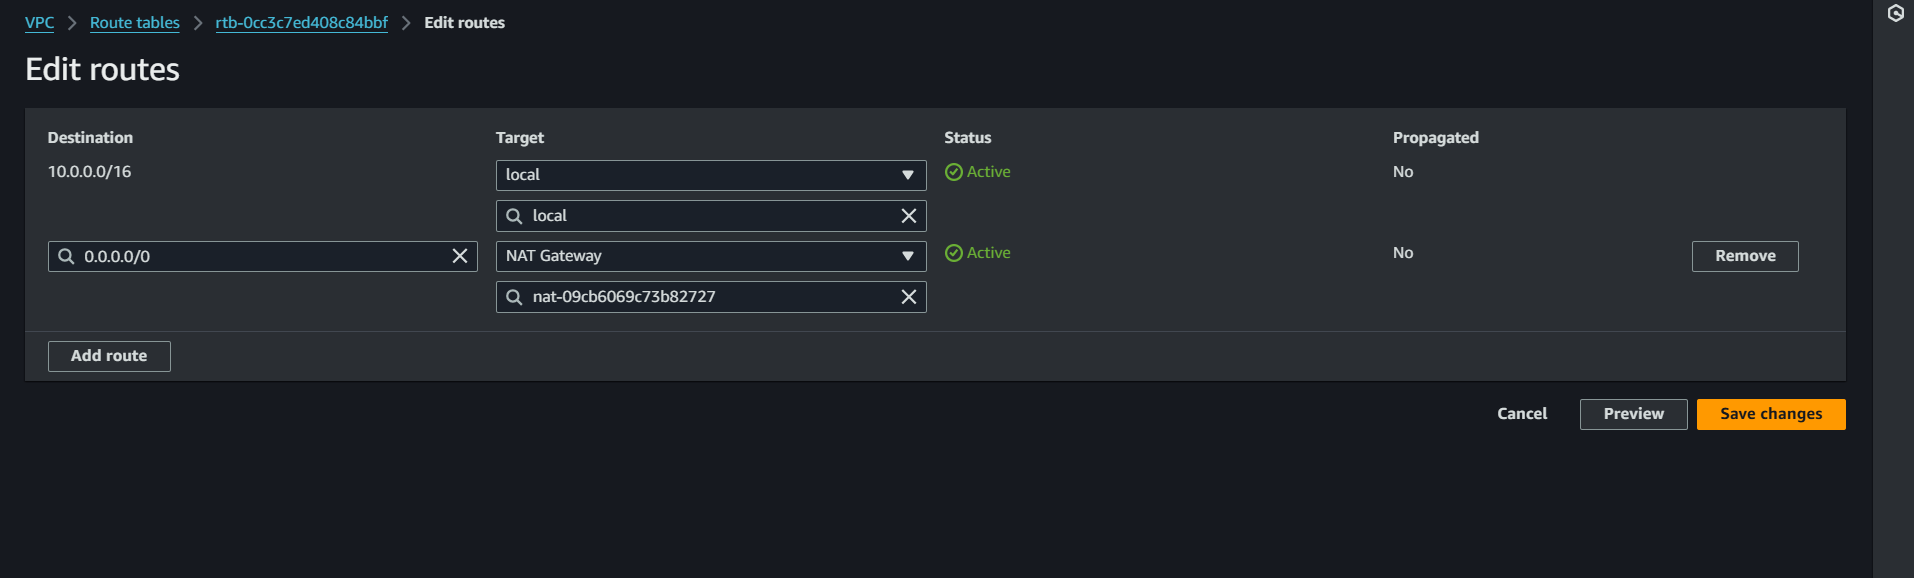 VPC > Route tables > rtb-0cc3c7ed408c84bbf > Edit routes
Edit routes
Destination Target Status Propagated
10.0.0.0/16 local Active No
local
0.0.0.0/0 NAT Gateway Active No Remove
nat-09cb6069c73b82727
Add route
Cancel Preview Save changes